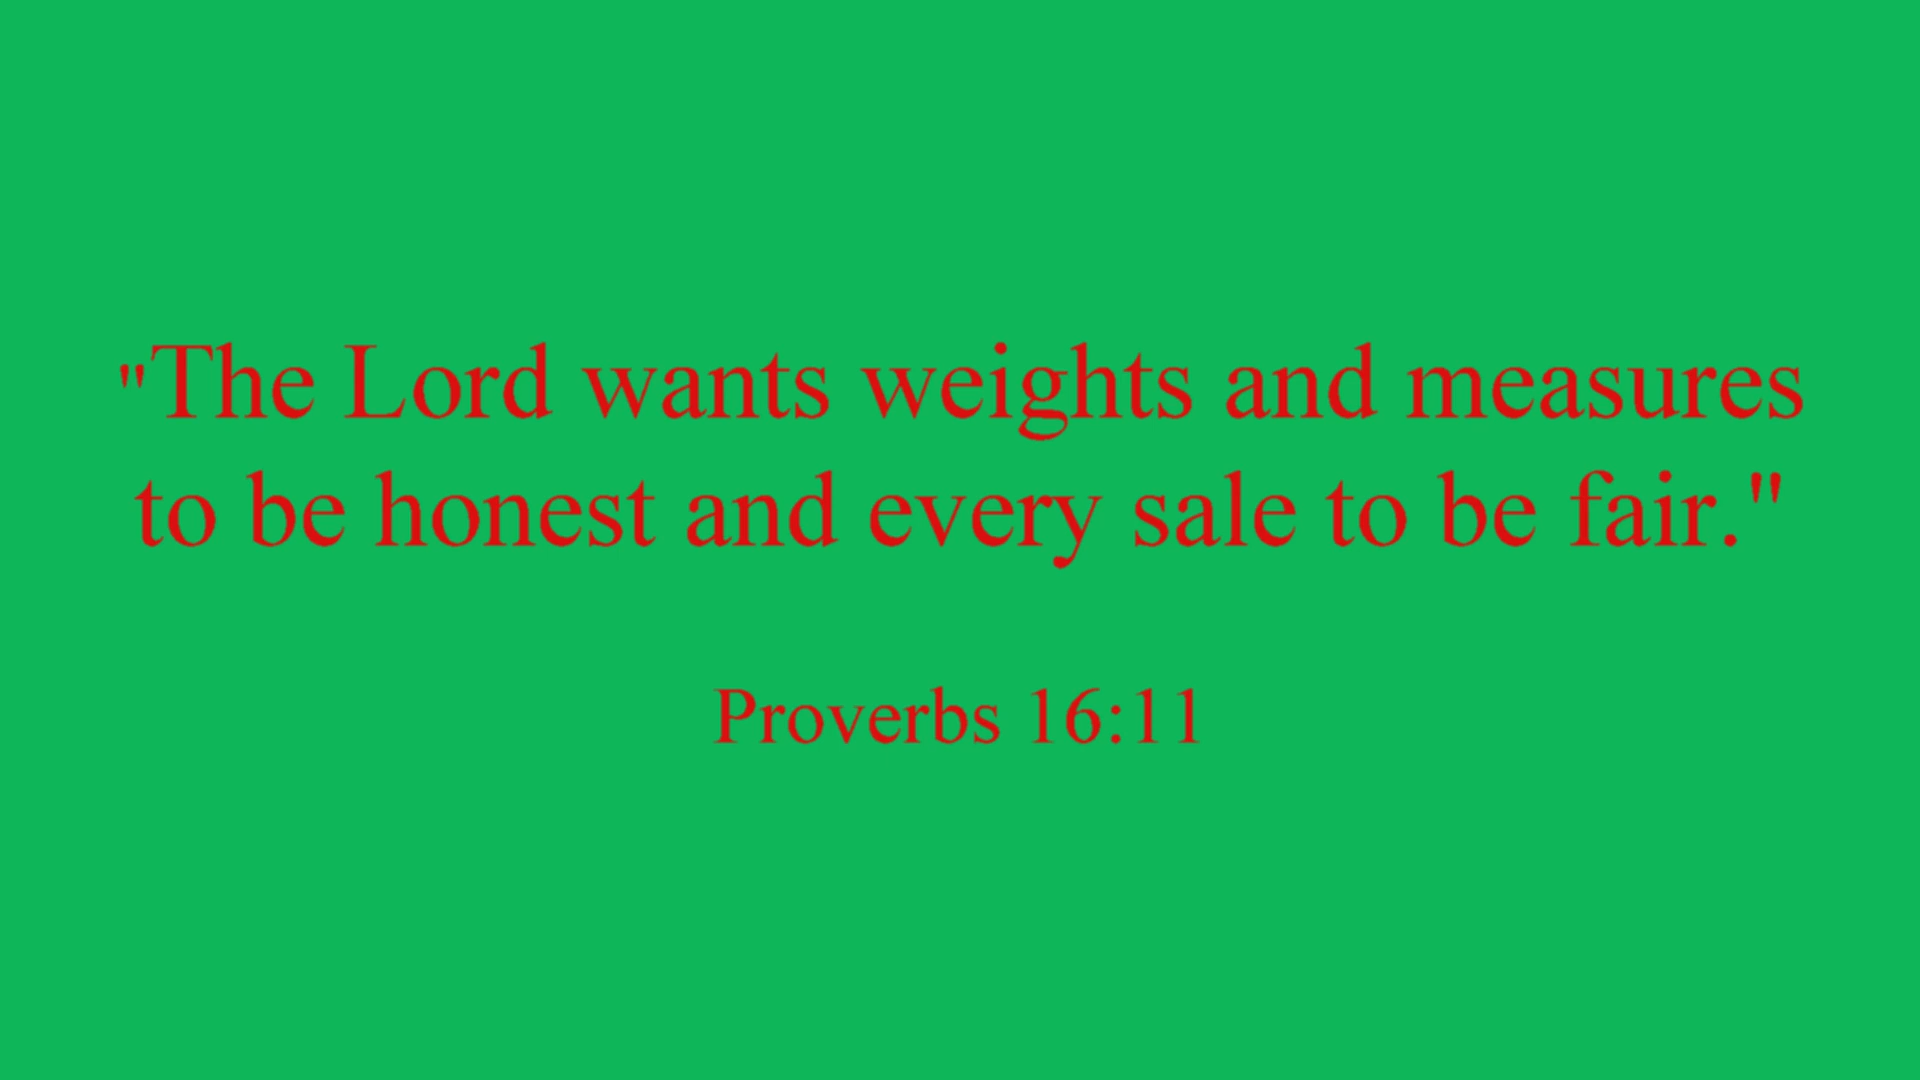 "The Lord wants weights and measures
to be honest and every sale to be fair."
Proverbs 16:11